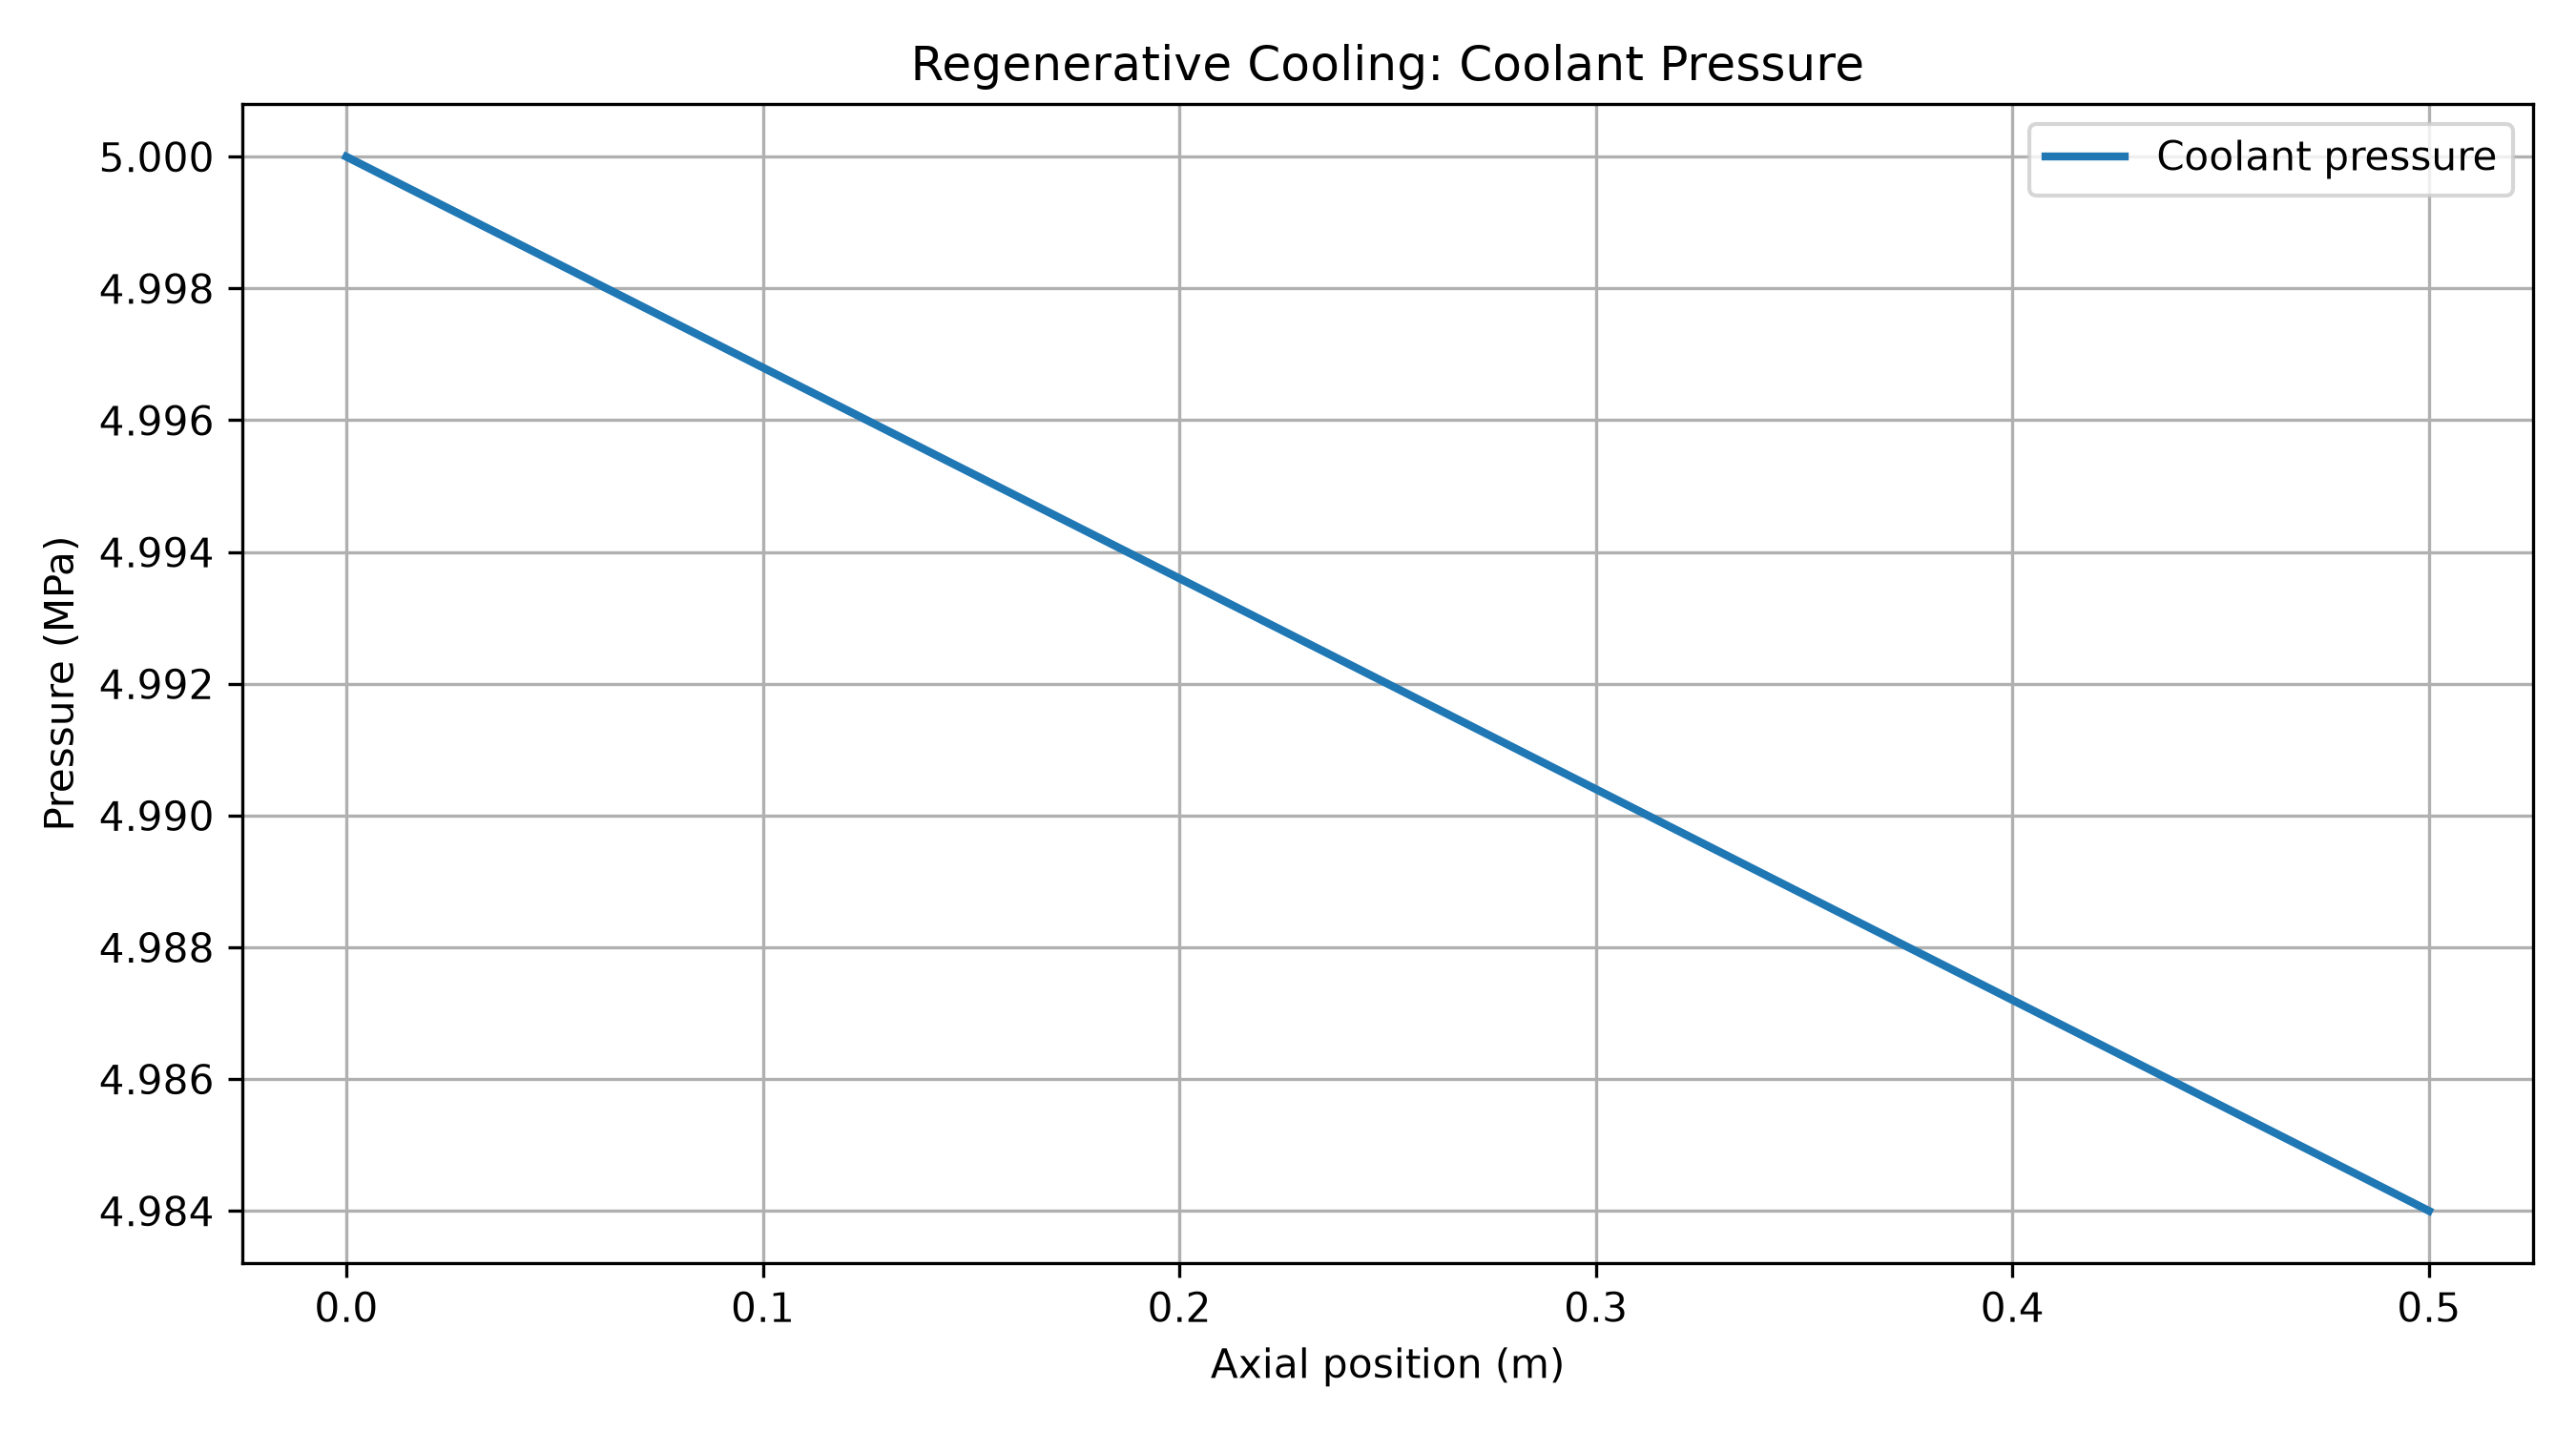 Regenerative Cooling: Coolant Pressure
Coolant pressure
Pressure (MPa)
5.000
4.998
4.996
4.994
4.992
4.990
4.988
4.986
4.984
0.0 0.1 0.2 0.3 0.4 0.5
Axial position (m)